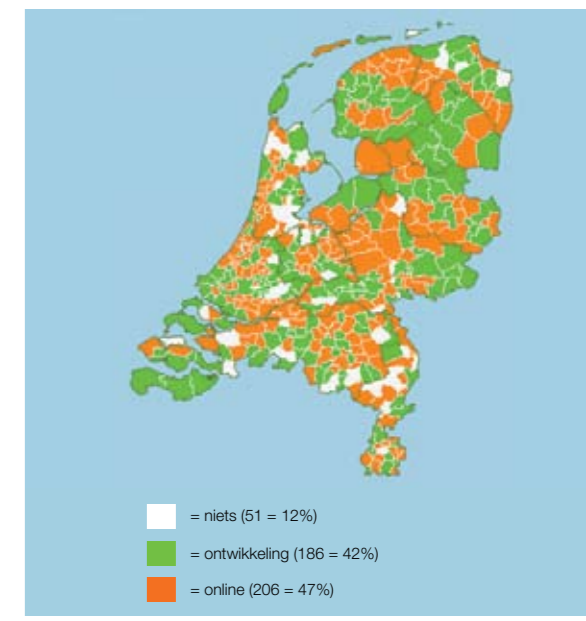 = niets (51 = 12%)
= ontwikkeling (186 = 42%)
= online (206 = 47%)